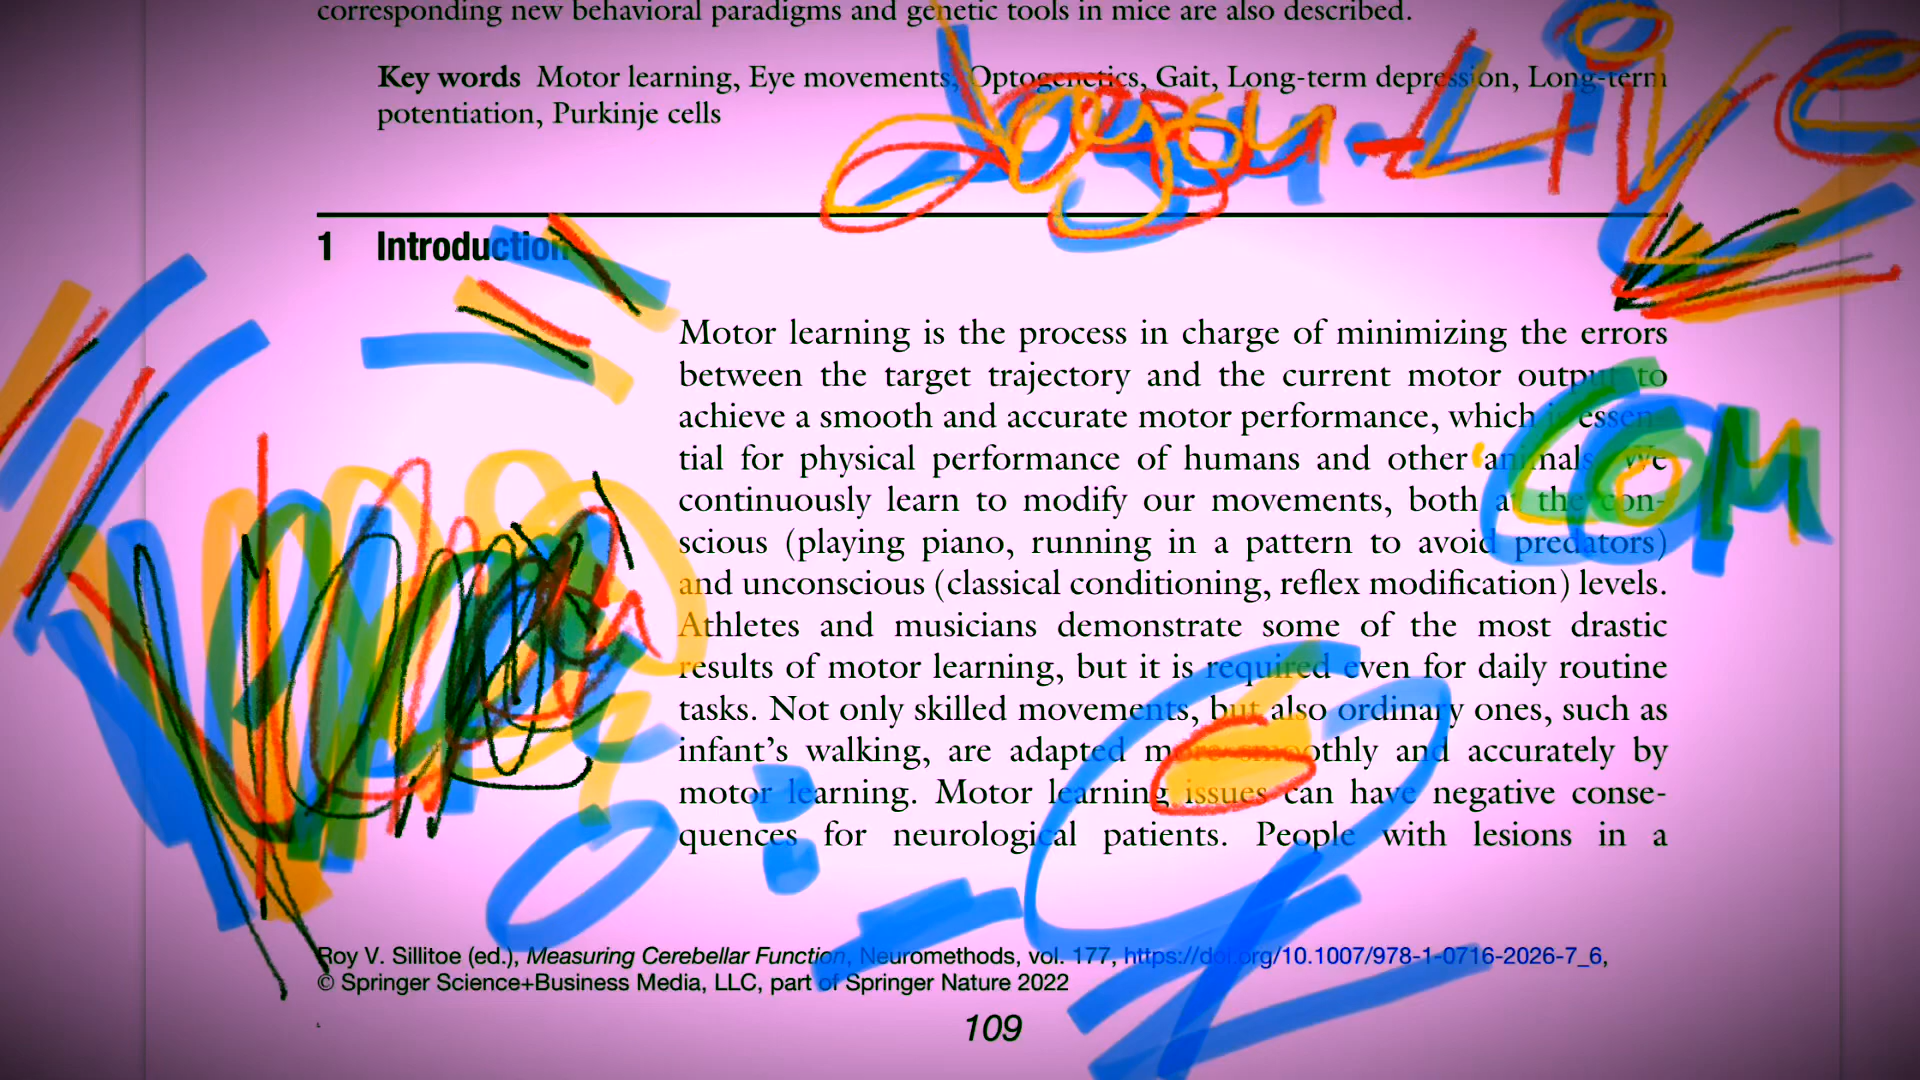 corresponding new behavioral paradigms and genetic tools in mice are also described.
Key words Motor learning, Eye movements, Optogenetics, Gait, Long-term depression, Long-term
potentiation, Purkinje cells
1 Introduction
Motor learning is the process in charge of minimizing the errors
between the target trajectory and the current motor output to
achieve a smooth and accurate motor performance, which is essen-
tial for physical performance of humans and other animals. We
continuously learn to modify our movements, both at the con-
scious (playing piano, running in a pattern to avoid predators)
and unconscious (classical conditioning, reflex modification) levels.
Athletes and musicians demonstrate some of the most drastic
results of motor learning, but it is required even for daily routine
tasks. Not only skilled movements, but also ordinary ones, such as
infant's walking, are adapted more smoothly and accurately by
motor learning. Motor learning issues can have negative conse-
quences for neurological patients. People with lesions in a
Roy V. Sillitoe (ed.), Measuring Cerebellar Function, Neuromethods, vol. 177, https://doi.org/10.1007/978-1-0716-2026-7_6,
© Springer Science+Business Media, LLC, part of Springer Nature 2022
109
-Live
COM